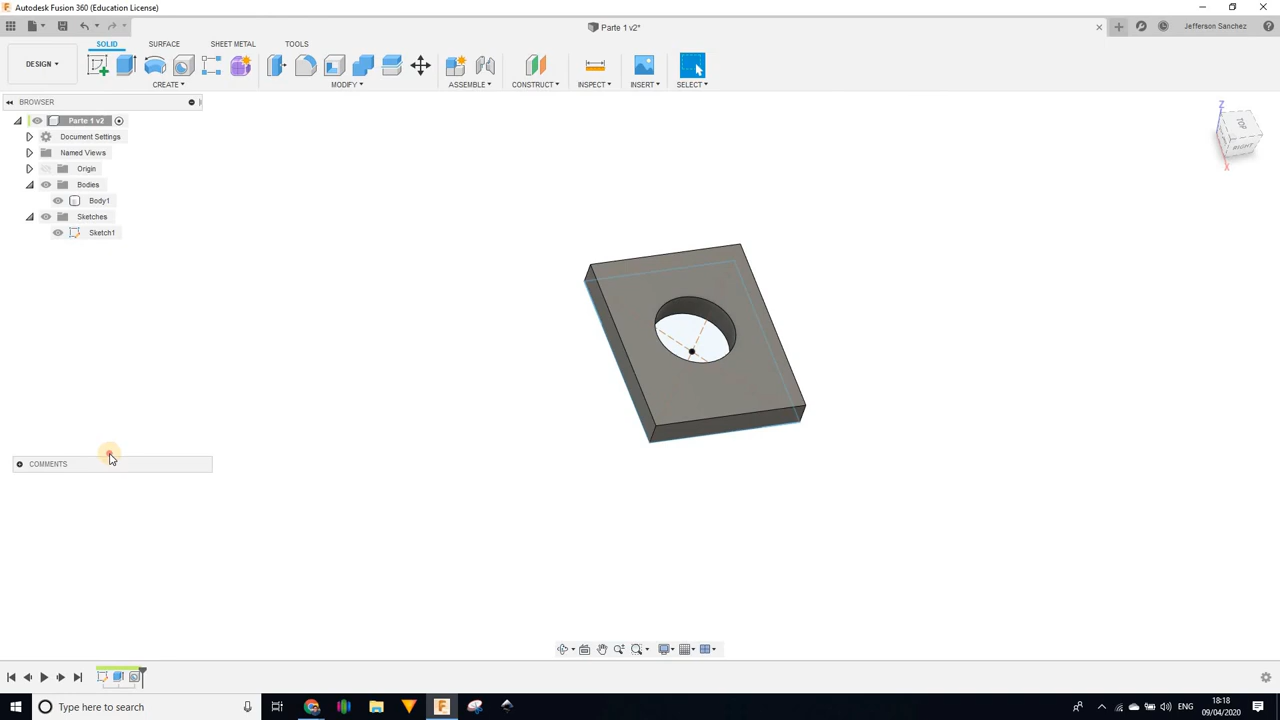 Autodesk Fusion 360 (Education License)
Parte 1 v2*
Jefferson Sanchez
DESIGN
SOLID
SURFACE
SHEET METAL
TOOLS
CREATE
MODIFY
ASSEMBLE
CONSTRUCT
INSPECT
INSERT
SELECT
BROWSER
Parte 1 v2
Document Settings
Named Views
Origin
Bodies
Body1
Sketches
Sketch1
Z
TOP
RIGHT
X
COMMENTS
Type here to search
ENG
18:18
09/04/2020